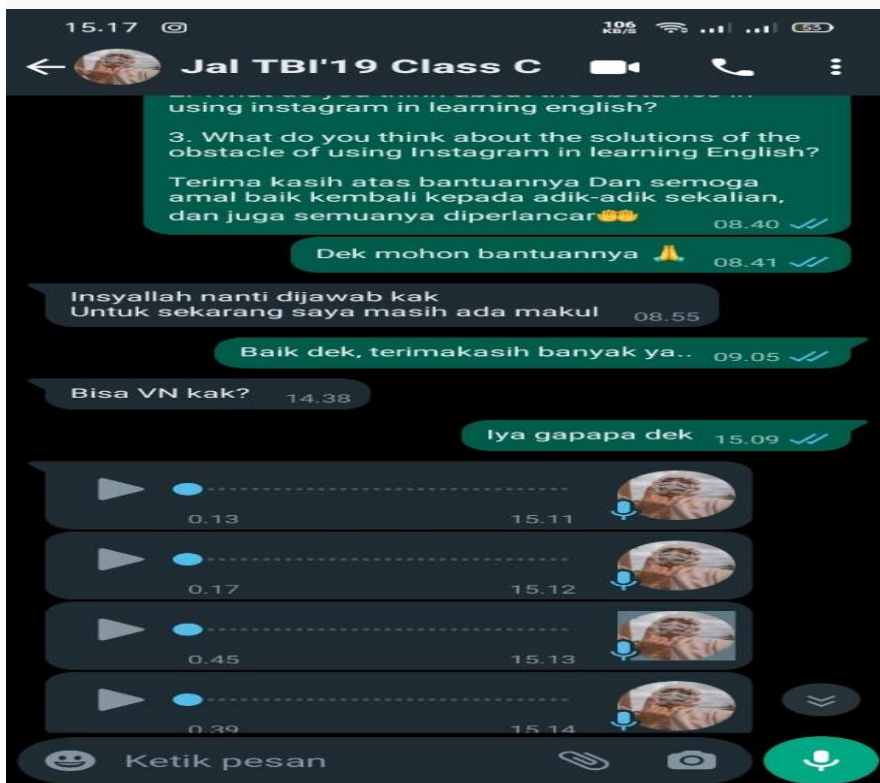 15.17 106 KB/S 53
Jal TBI'19 Class C
using instagram in learning english?
3. What do you think about the solutions of the
obstacle of using Instagram in learning English?
Terima kasih atas bantuannya Dan semoga
amal baik kembali kepada adik-adik sekalian,
dan juga semuanya diperlancar🤲🤲
08.40
Dek mohon bantuannya 🙏 08.41
Insyallah nanti dijawab kak
Untuk sekarang saya masih ada makul 08.55
Baik dek, terimakasih banyak ya.. 09.05
Bisa VN kak? 14.38
Iya gapapa dek 15.09
0.13 15.11
0.17 15.12
0.45 15.13
0.39 15.14
Ketik pesan